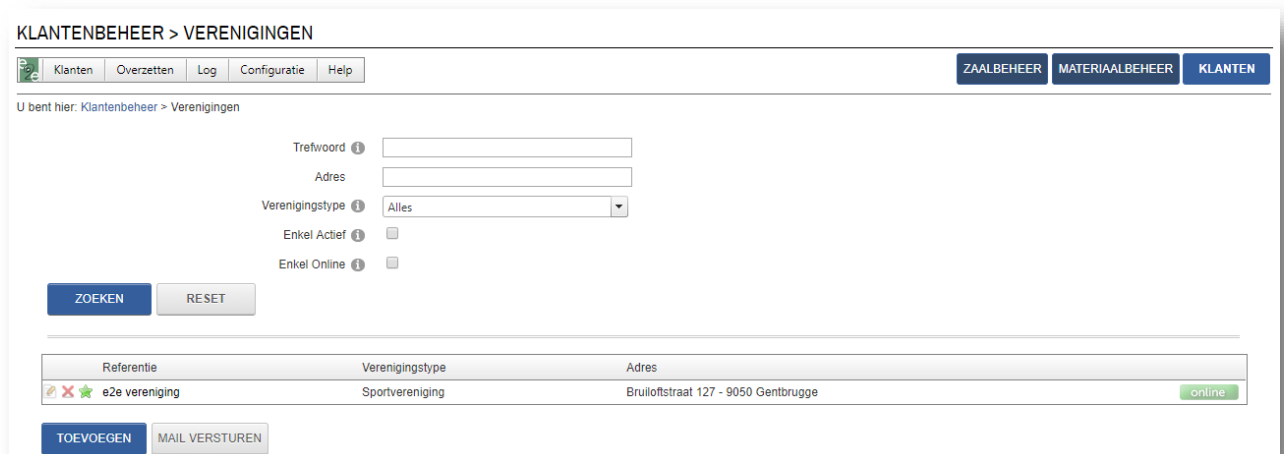 KLANTENBEHEER > VERENIGINGEN
e2e Klanten Overzetten Log Configuratie Help ZAALBEHEER MATERIAALBEHEER KLANTEN
U bent hier: Klantenbeheer > Verenigingen
Trefwoord
Adres
Verenigingstype Alles
Enkel Actief
Enkel Online
ZOEKEN RESET
Referentie Verenigingstype Adres
e2e vereniging Sportvereniging Bruiloftstraat 127 - 9050 Gentbrugge online
TOEVOEGEN MAIL VERSTUREN